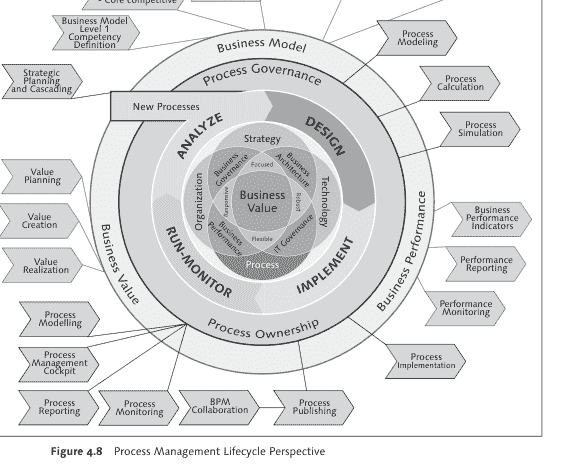 - Core competitive
Business Model
Level 1
Competency
Definition
Strategic
Planning
and Cascading
Value
Planning
Value
Creation
Value
Realization
Process
Modelling
Process
Management
Cockpit
Process
Reporting
Process
Monitoring
BPM
Collaboration
Process
Publishing
Process
Modeling
Process
Calculation
Process
Simulation
Business
Performance
Indicators
Performance
Reporting
Performance
Monitoring
Process
Implementation
Business Model
Business Value
Business Performance
Process Governance
Process Ownership
New Processes
ANALYZE
DESIGN
IMPLEMENT
RUN-MONITOR
Strategy
Organization
Technology
Process
Business
Governance
Business
Architecture
Business
Performance
IT Governance
Focused
Responsive
Robust
Flexible
Business
Value
Figure 4.8 Process Management Lifecycle Perspective